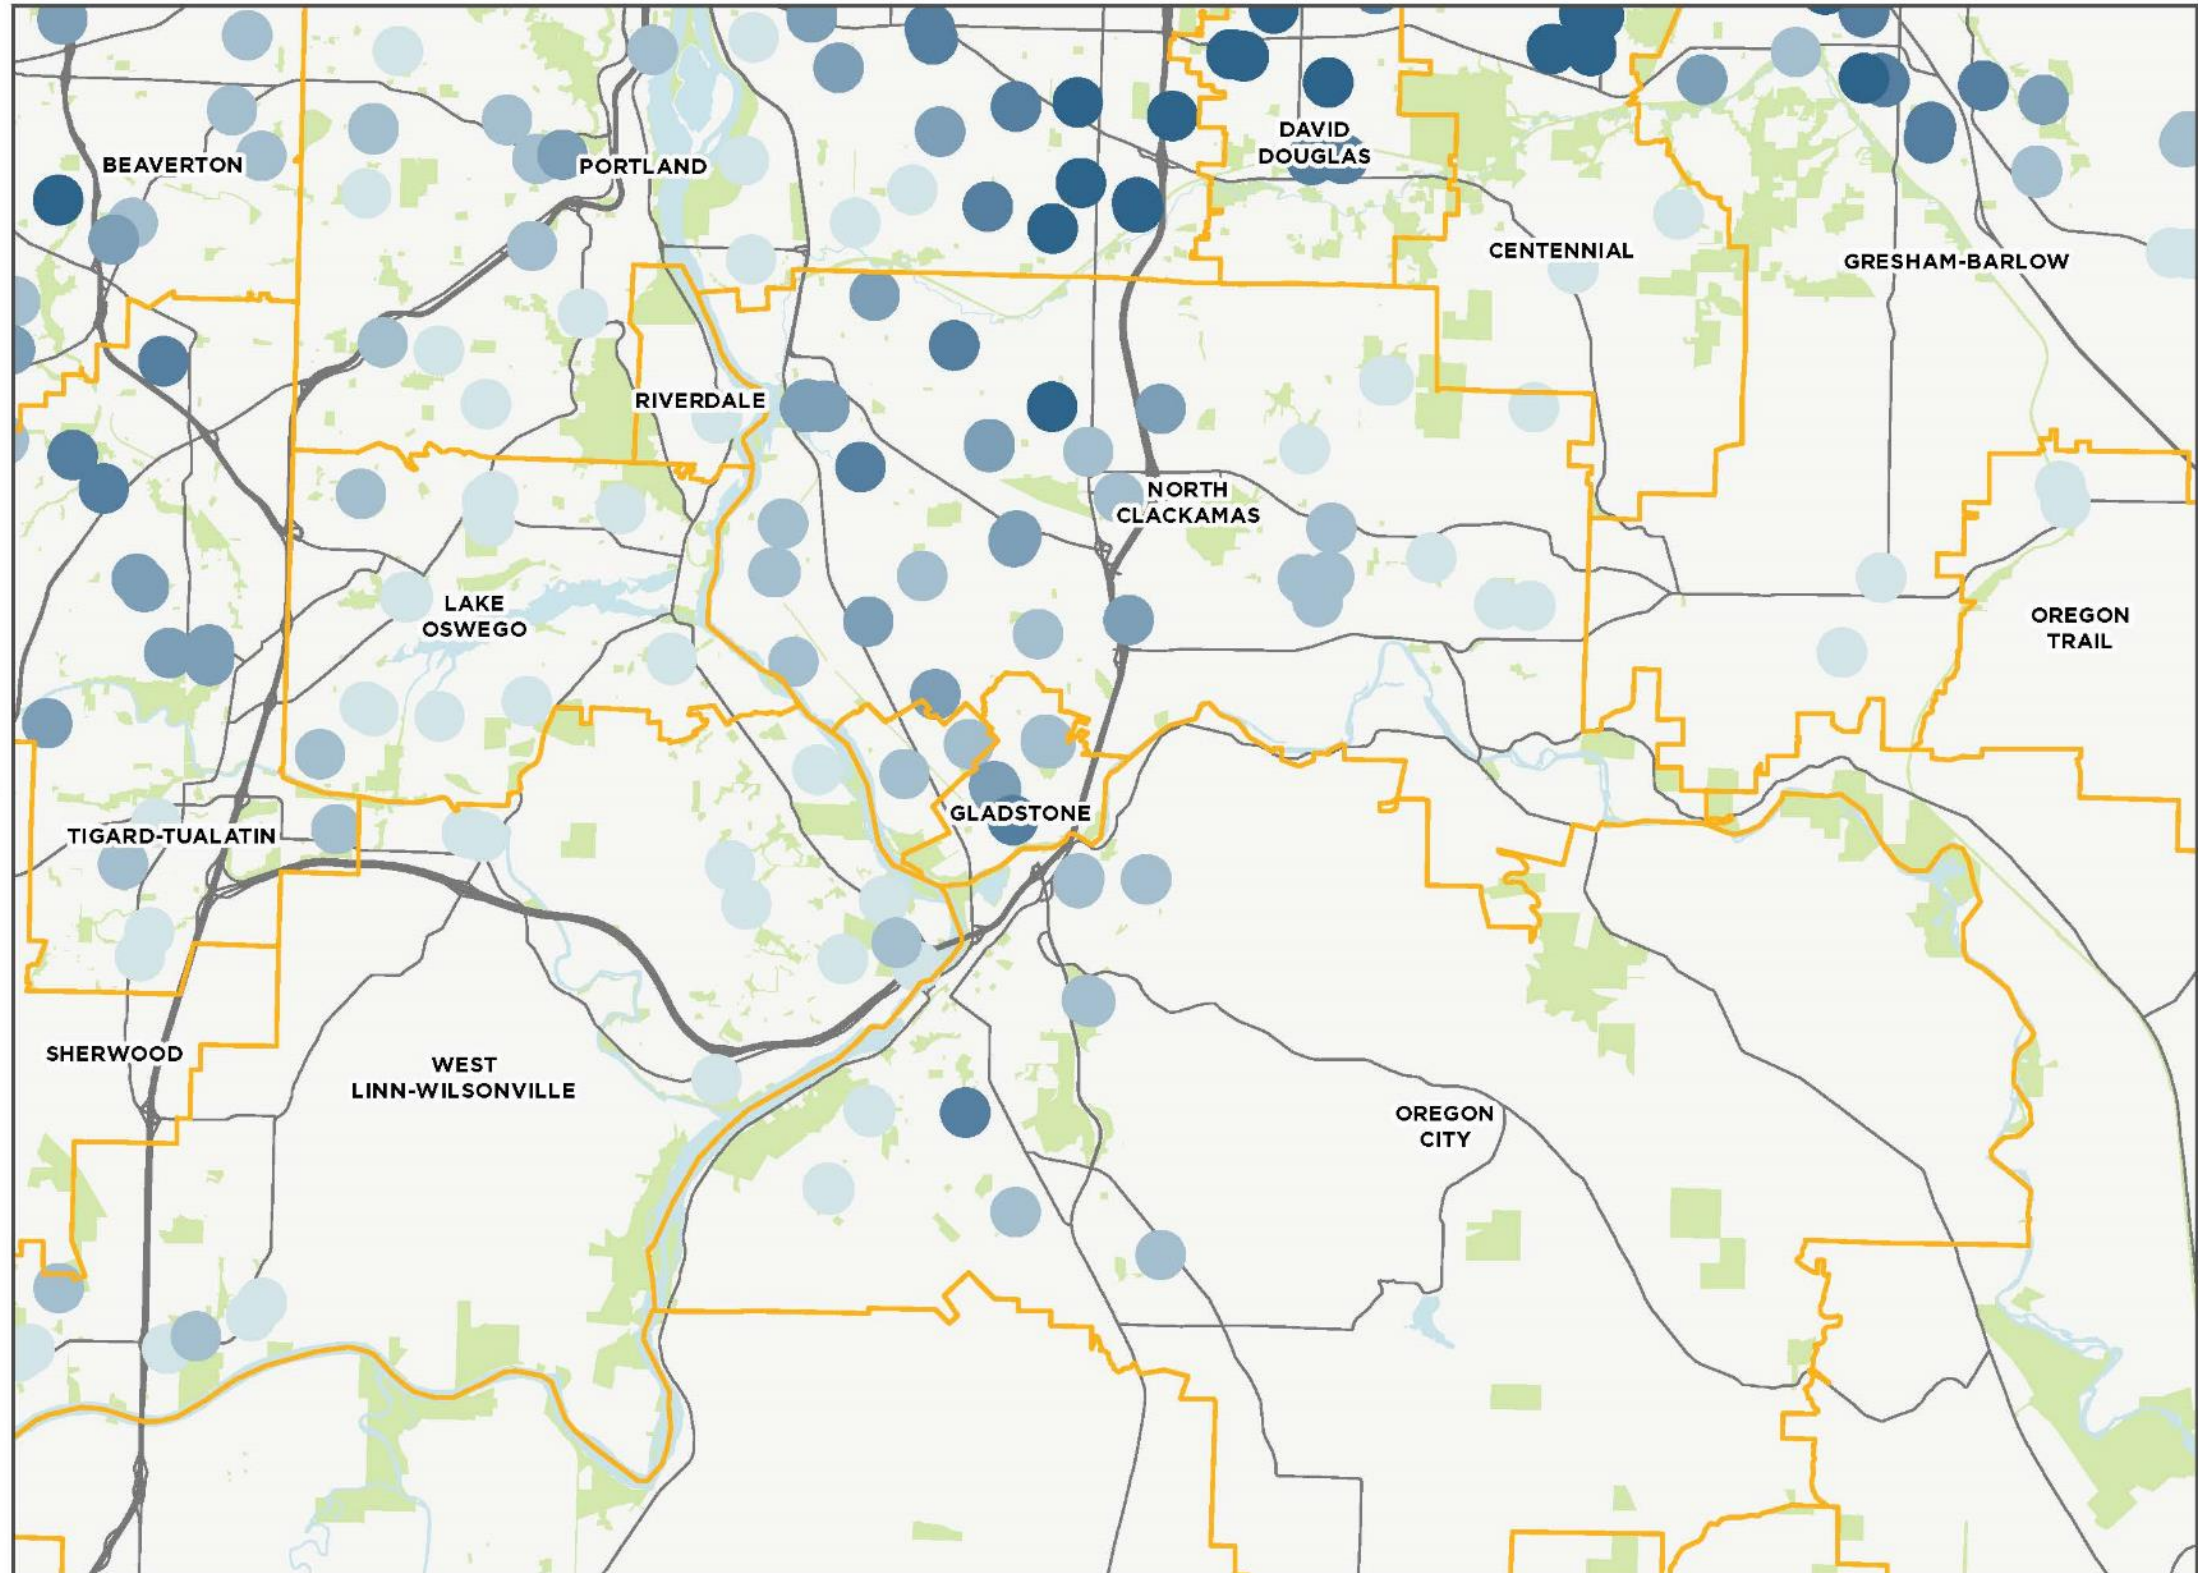 DAVID
DOUGLAS
BEAVERTON
PORTLAND
CENTENNIAL
GRESHAM-BARLOW
RIVERDALE
NORTH
CLACKAMAS
LAKE
OSWEGO
OREGON
TRAIL
GLADSTONE
TIGARD-TUALATIN
SHERWOOD
WEST
LINN-WILSONVILLE
OREGON
CITY